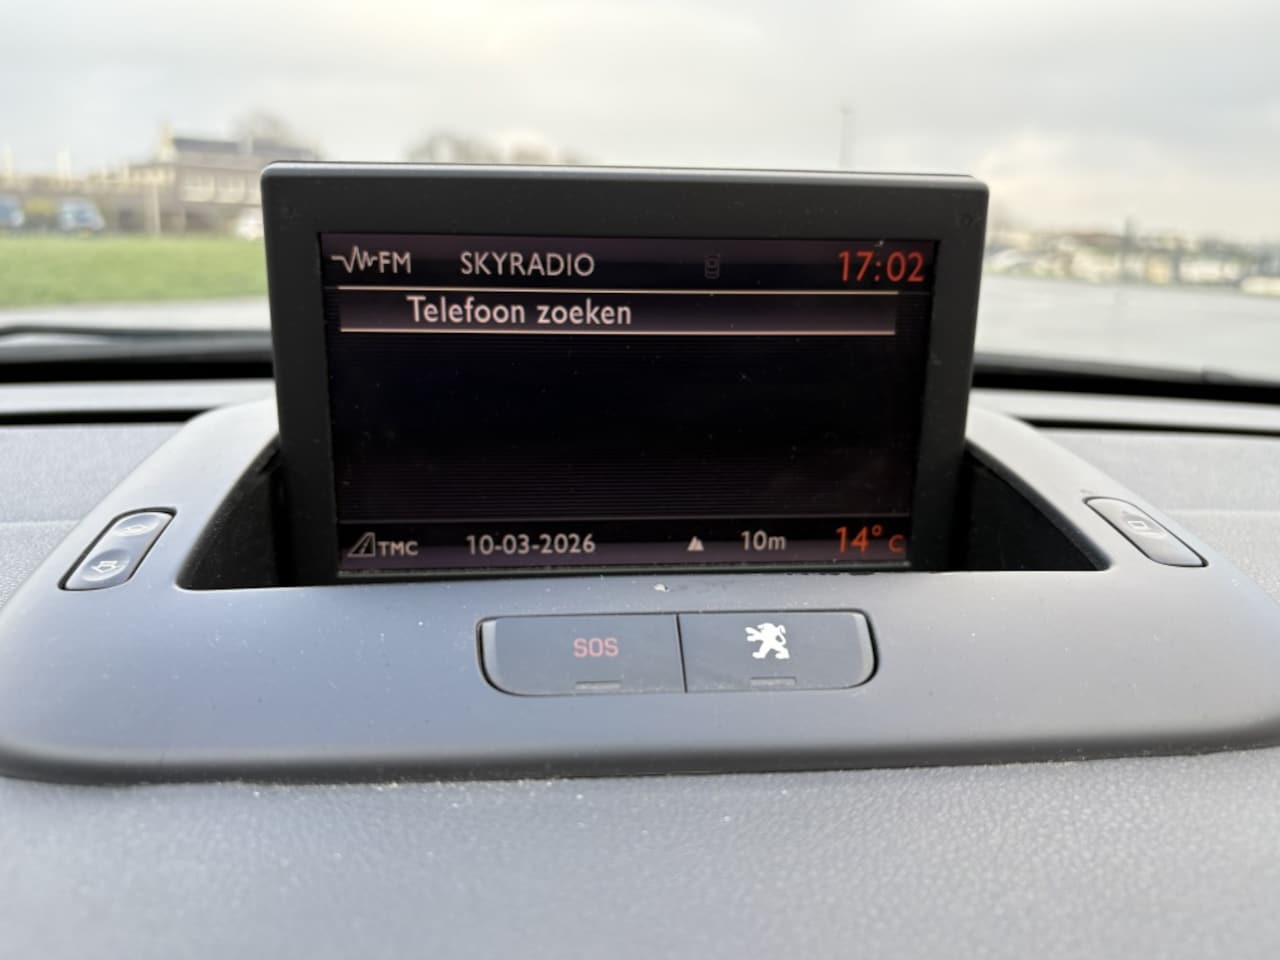 FM SKYRADIO 17:02
Telefoon zoeken
TMC 10-03-2026 10m 14° C
SOS